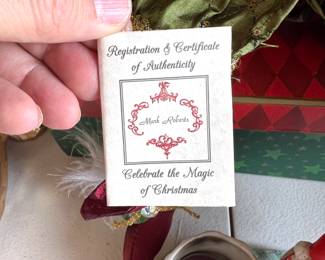 Registration & Certificate
of Authenticity
Mark Roberts
Celebrate the Magic
of Christmas